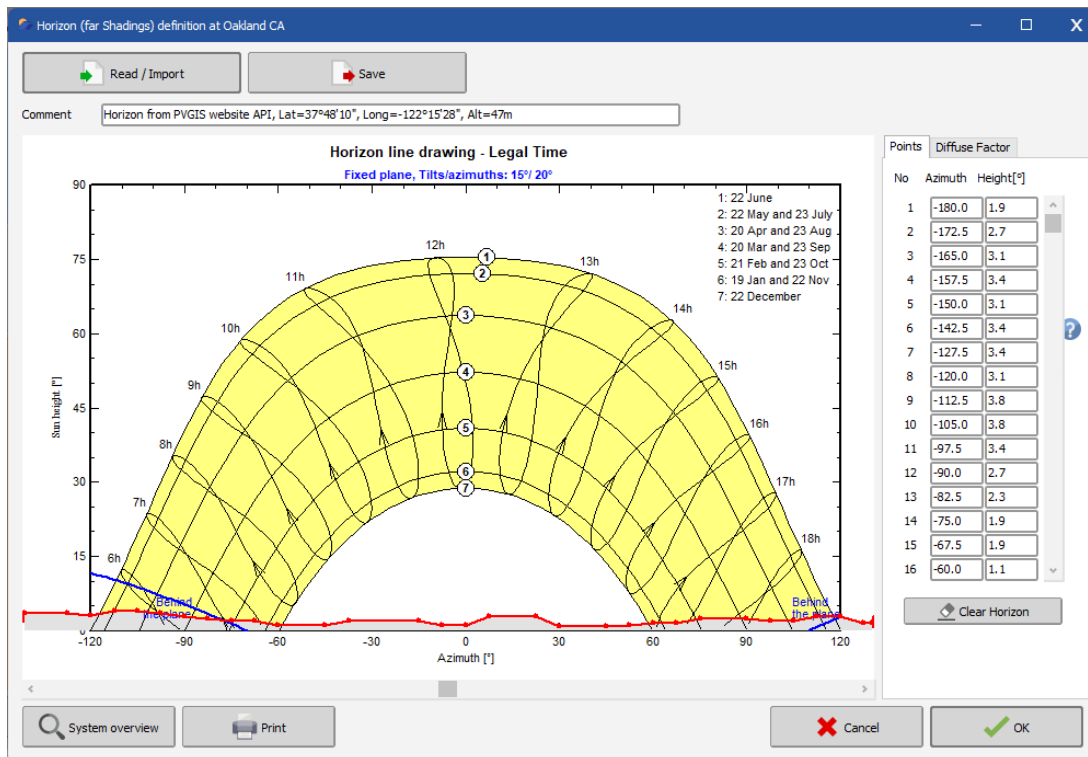 Horizon (far Shadings) definition at Oakland CA
Read / Import
Save
Comment
Horizon from PVGIS website API, Lat=37°48'10", Long=-122°15'28", Alt=47m
Horizon line drawing - Legal Time
Fixed plane, Tilts/azimuths: 15°/ 20°
1: 22 June
2: 22 May and 23 July
3: 20 Apr and 23 Aug
4: 20 Mar and 23 Sep
5: 21 Feb and 23 Oct
6: 19 Jan and 22 Nov
7: 22 December
90
75
60
45
30
15
0
Sun height [°]
6h
7h
8h
9h
10h
11h
12h
13h
14h
15h
16h
17h
18h
1
2
3
4
5
6
7
Behind
the plane
Behind
the plane
-120 -90 -60 -30 0 30 60 90 120
Azimuth [°]
Points Diffuse Factor
No Azimuth Height[°]
1 -180.0 1.9
2 -172.5 2.7
3 -165.0 3.1
4 -157.5 3.4
5 -150.0 3.1
6 -142.5 3.4
7 -127.5 3.4
8 -120.0 3.1
9 -112.5 3.8
10 -105.0 3.8
11 -97.5 3.4
12 -90.0 2.7
13 -82.5 2.3
14 -75.0 1.9
15 -67.5 1.9
16 -60.0 1.1
?
Clear Horizon
System overview
Print
Cancel
OK